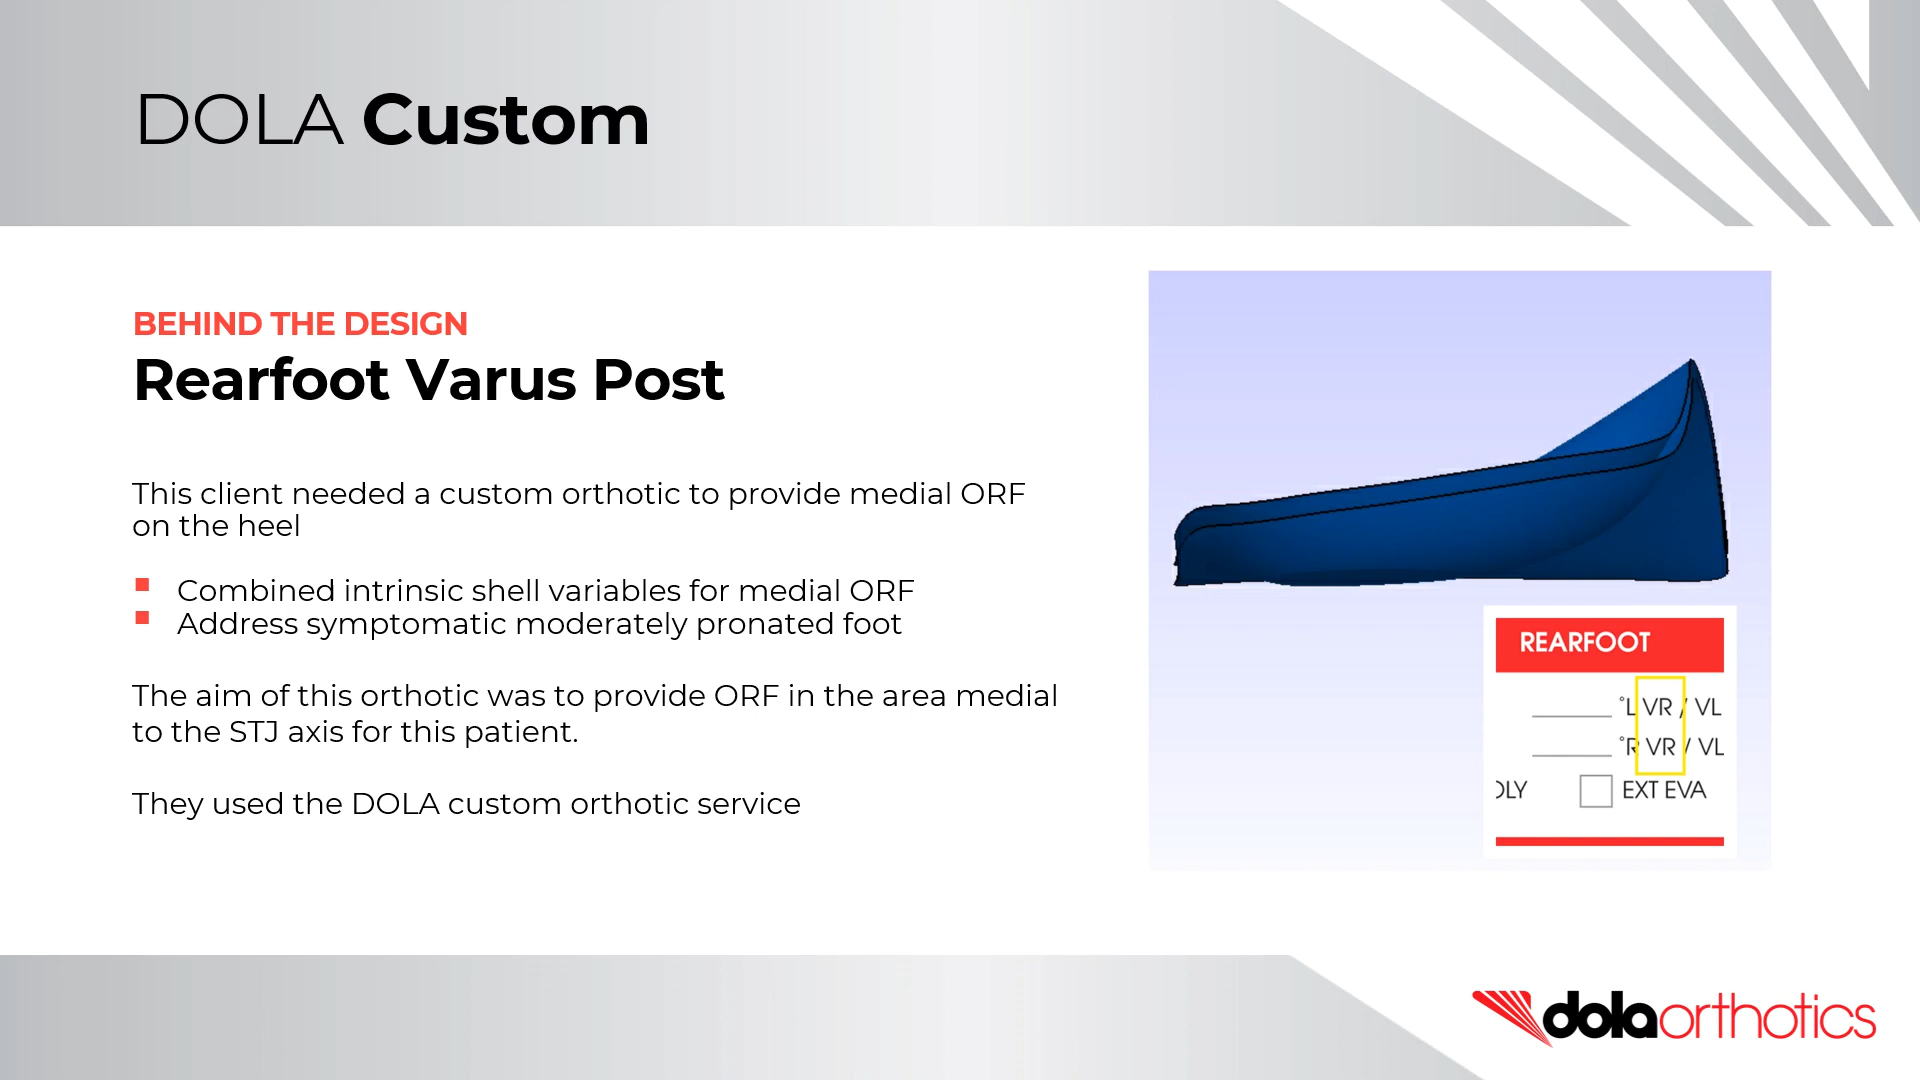 DOLA Custom
BEHIND THE DESIGN
Rearfoot Varus Post
This client needed a custom orthotic to provide medial ORF
on the heel
Combined intrinsic shell variables for medial ORF
Address symptomatic moderately pronated foot
The aim of this orthotic was to provide ORF in the area medial
to the STJ axis for this patient.
They used the DOLA custom orthotic service
REARFOOT
°L VR / VL
°R VR / VL
OLY EXT EVA
dolaorthotics